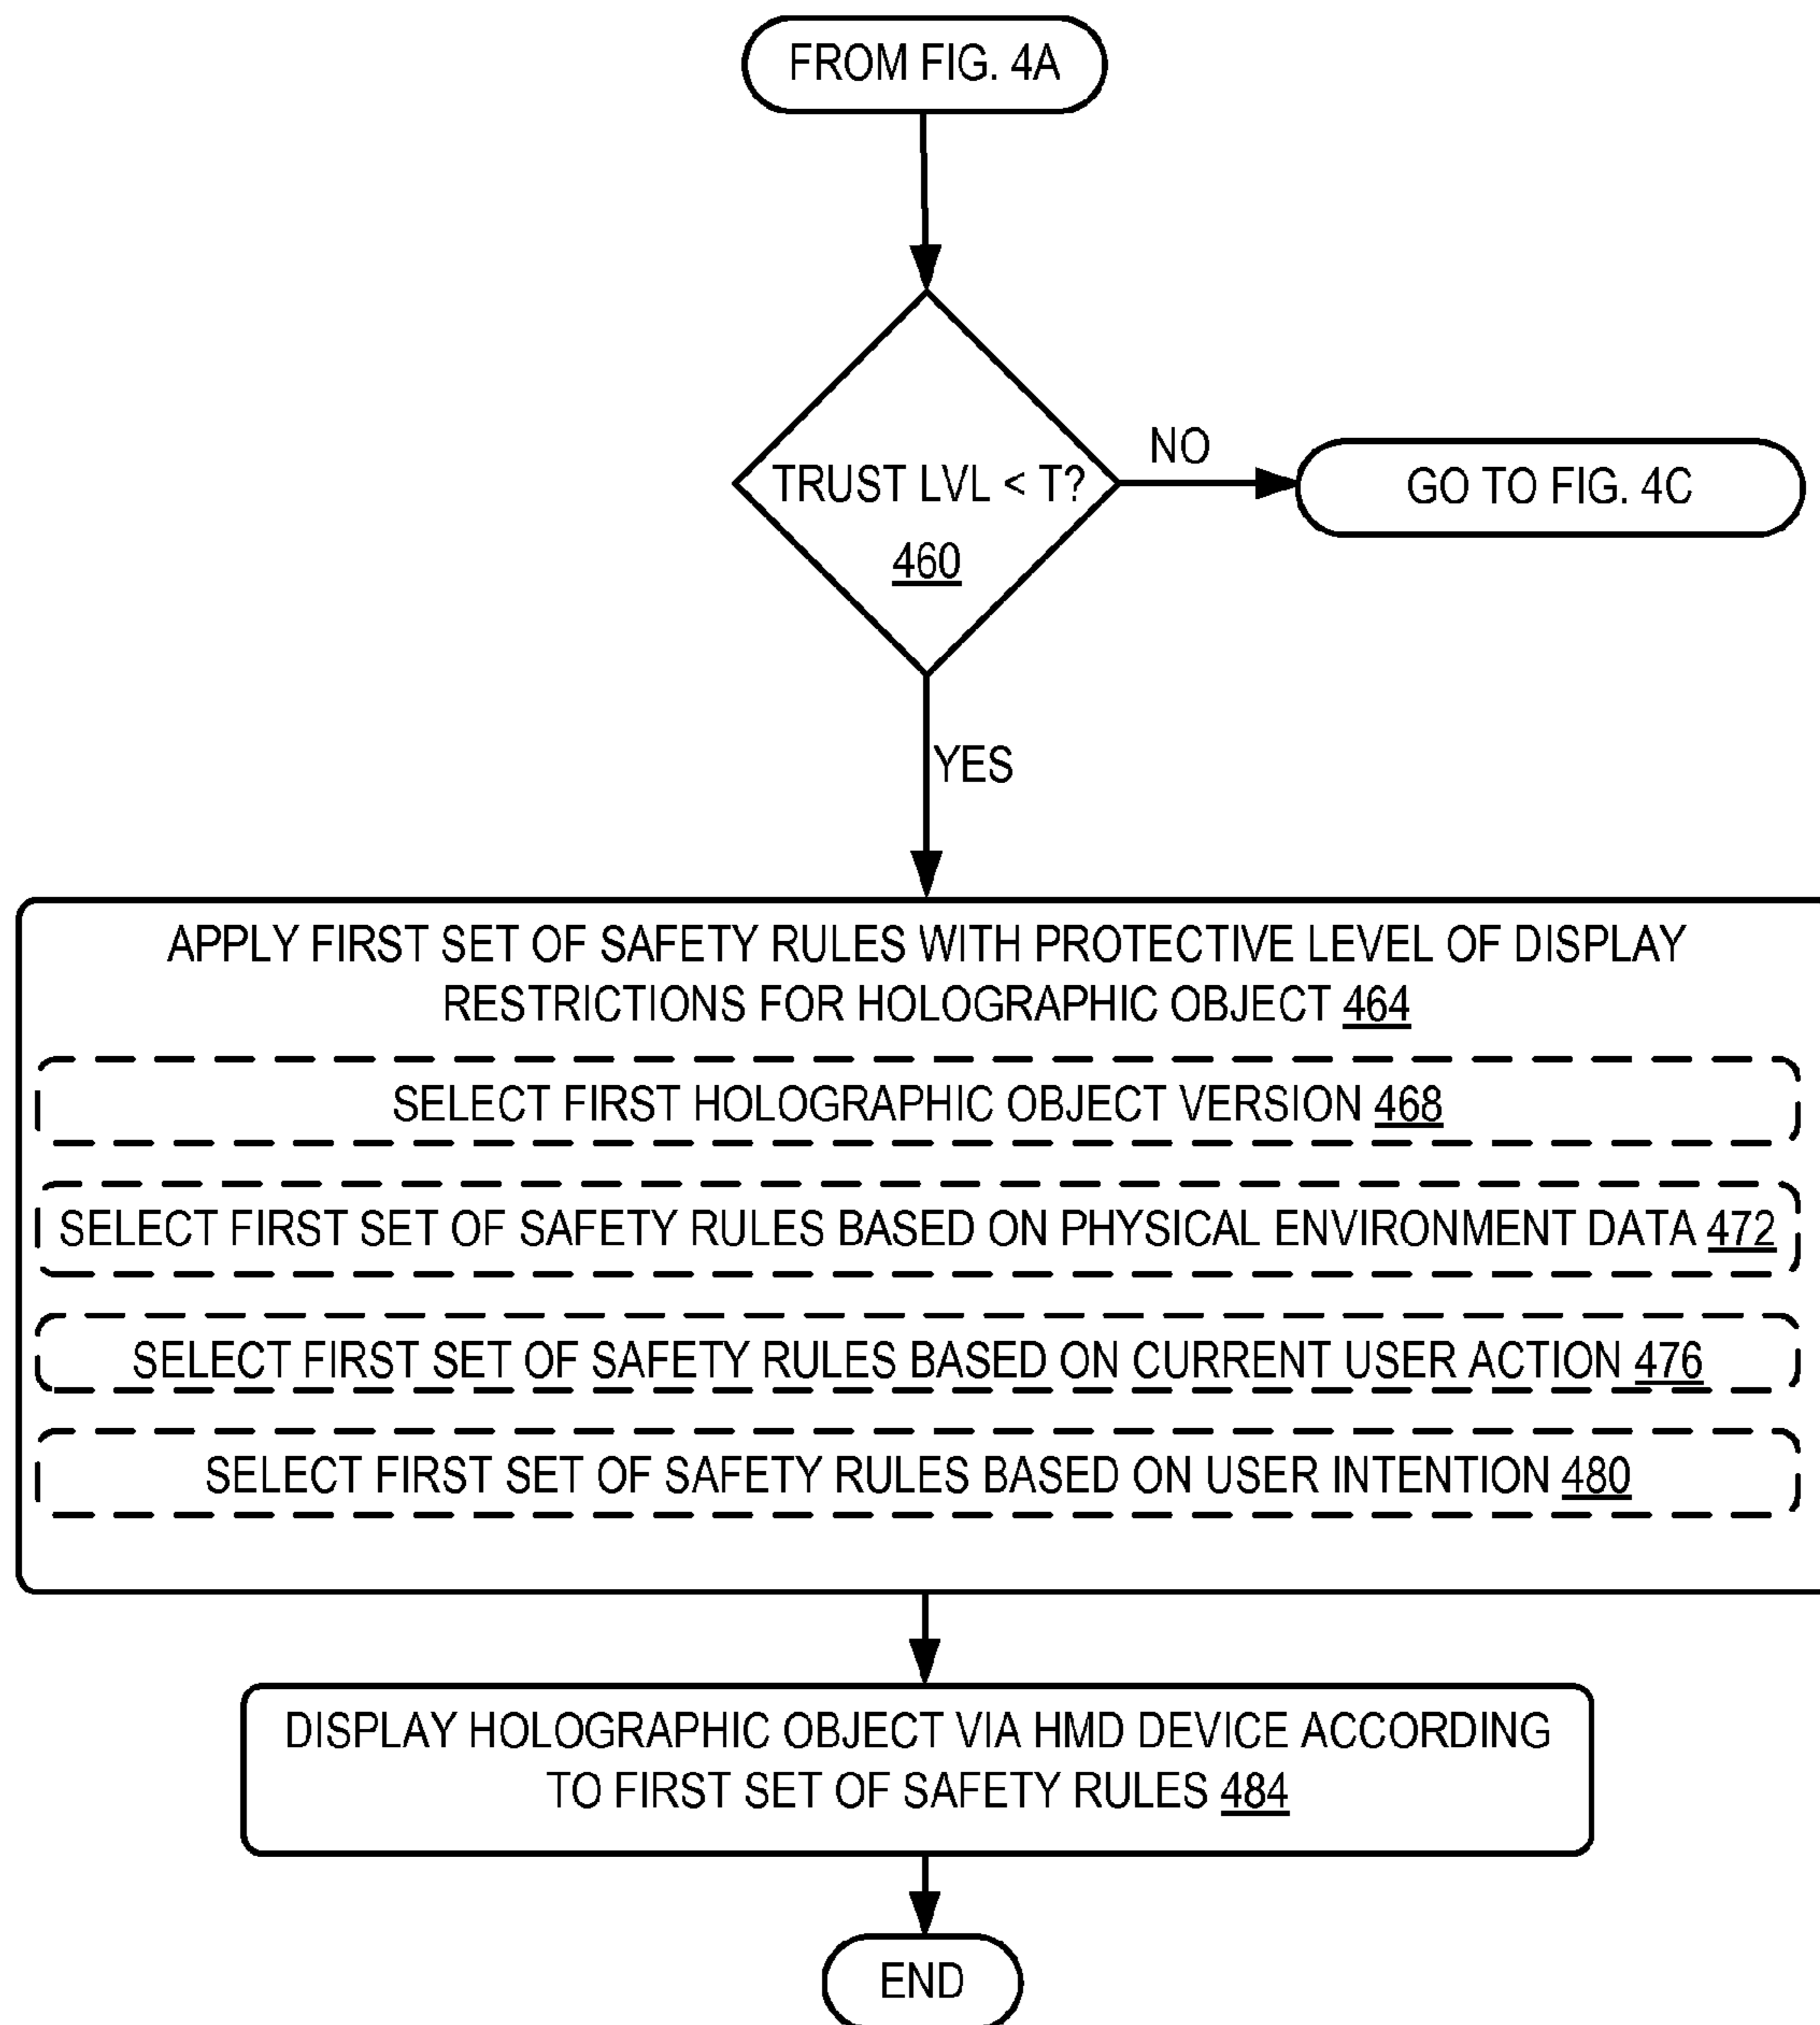 FROM FIG. 4A
TRUST LVL < T?
460
NO
GO TO FIG. 4C
YES
APPLY FIRST SET OF SAFETY RULES WITH PROTECTIVE LEVEL OF DISPLAY
RESTRICTIONS FOR HOLOGRAPHIC OBJECT 464
SELECT FIRST HOLOGRAPHIC OBJECT VERSION 468
SELECT FIRST SET OF SAFETY RULES BASED ON PHYSICAL ENVIRONMENT DATA 472
SELECT FIRST SET OF SAFETY RULES BASED ON CURRENT USER ACTION 476
SELECT FIRST SET OF SAFETY RULES BASED ON USER INTENTION 480
DISPLAY HOLOGRAPHIC OBJECT VIA HMD DEVICE ACCORDING
TO FIRST SET OF SAFETY RULES 484
END